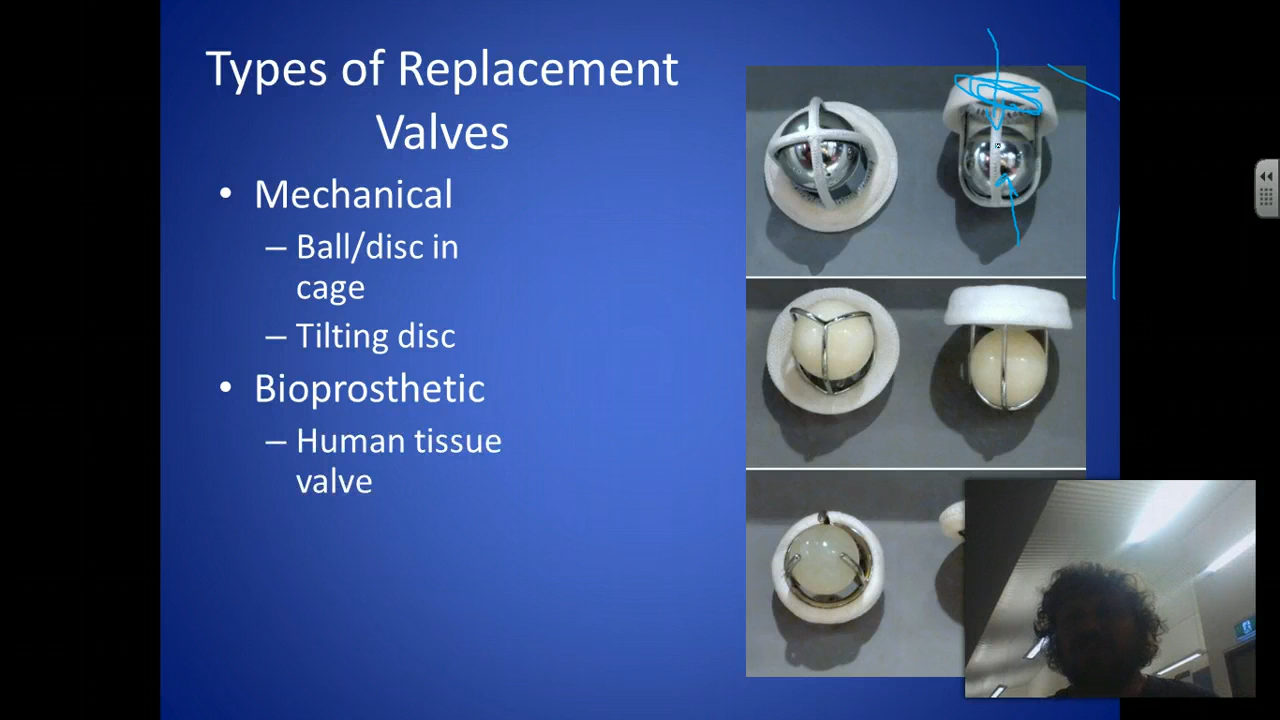 Types of Replacement
Valves
• Mechanical
– Ball/disc in
cage
– Tilting disc
• Bioprosthetic
– Human tissue
valve